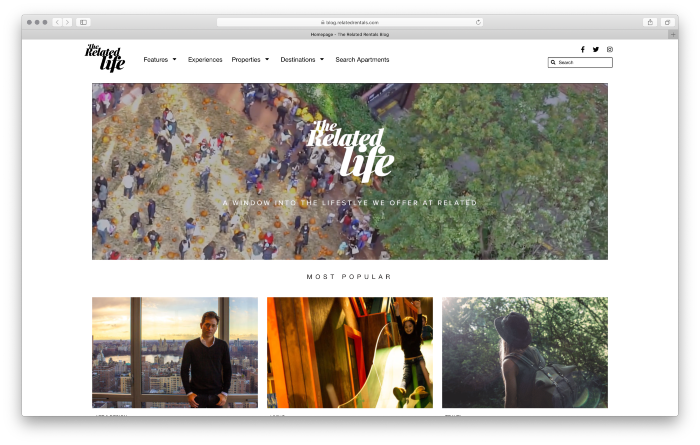 blog.relatedrentals.com
Homepage - The Related Rentals Blog
The
Related
life
Features
Experiences
Properties
Destinations
Search Apartments
Search
The
Related
life
A WINDOW INTO THE LIFESTLYE WE OFFER AT RELATED
MOST POPULAR